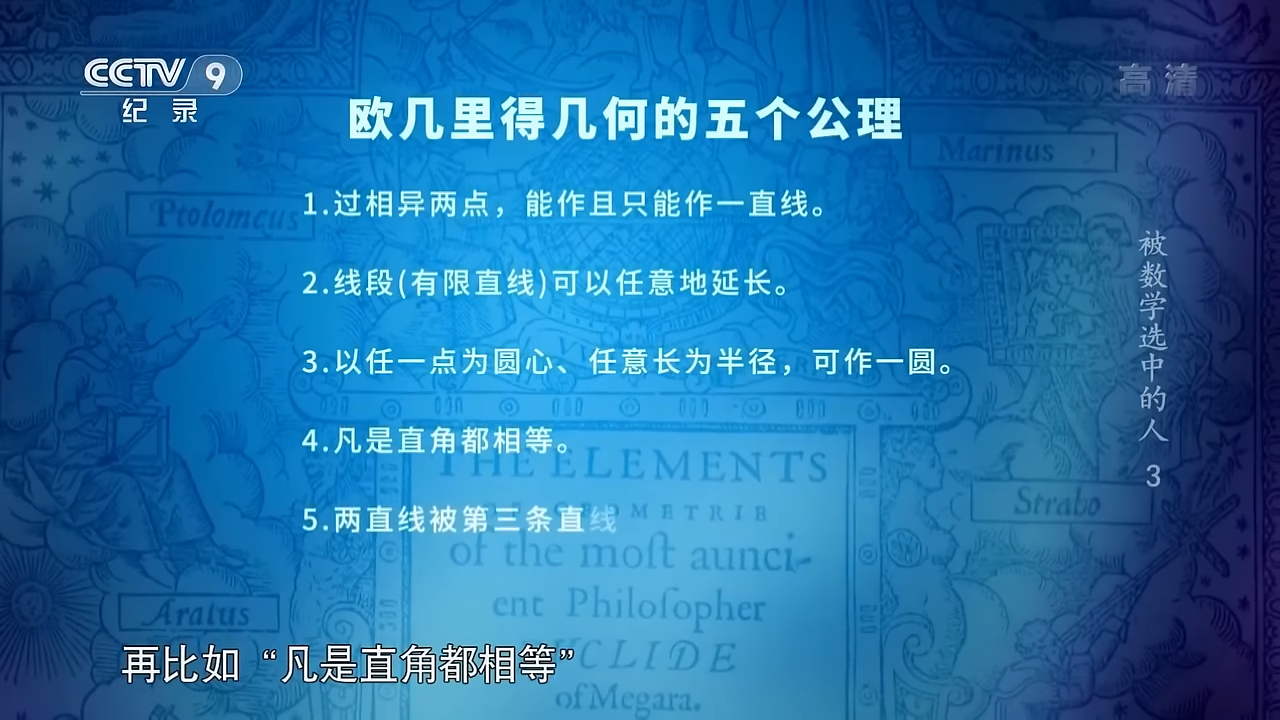 CCTV 9
纪录
高清
欧几里得几何的五个公理
Marinus
Ptolomeus
1.过相异两点，能作且只能作一直线。
2.线段(有限直线)可以任意地延长。
3.以任一点为圆心、任意长为半径，可作一圆。
4.凡是直角都相等。
5.两直线被第三条直线
被数学选中的人 3
THE ELEMENTS
OMETRIE
Strabo
of the moſt aunci-
ent Philoſopher
Aratus
CLIDE
of Megara.
再比如“凡是直角都相等”